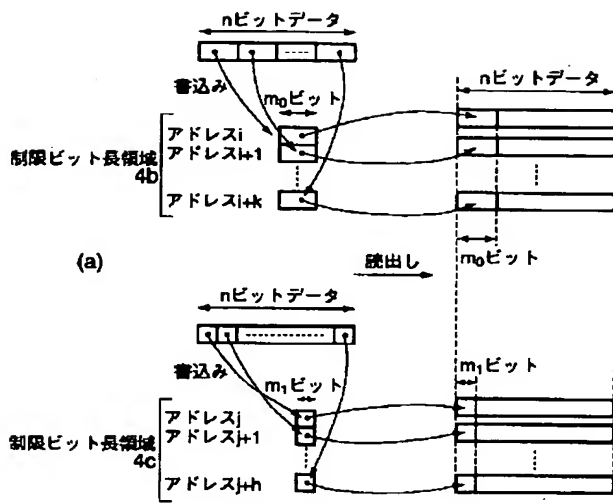 nビットデータ
書込み
m0ビット
nビットデータ
制限ビット長領域
4b
アドレスi
アドレスi+1
アドレスi+k
m0ビット
(a)
読出し
nビットデータ
書込み
m1ビット
m1ビット
制限ビット長領域
4c
アドレスj
アドレスj+1
アドレスj+h